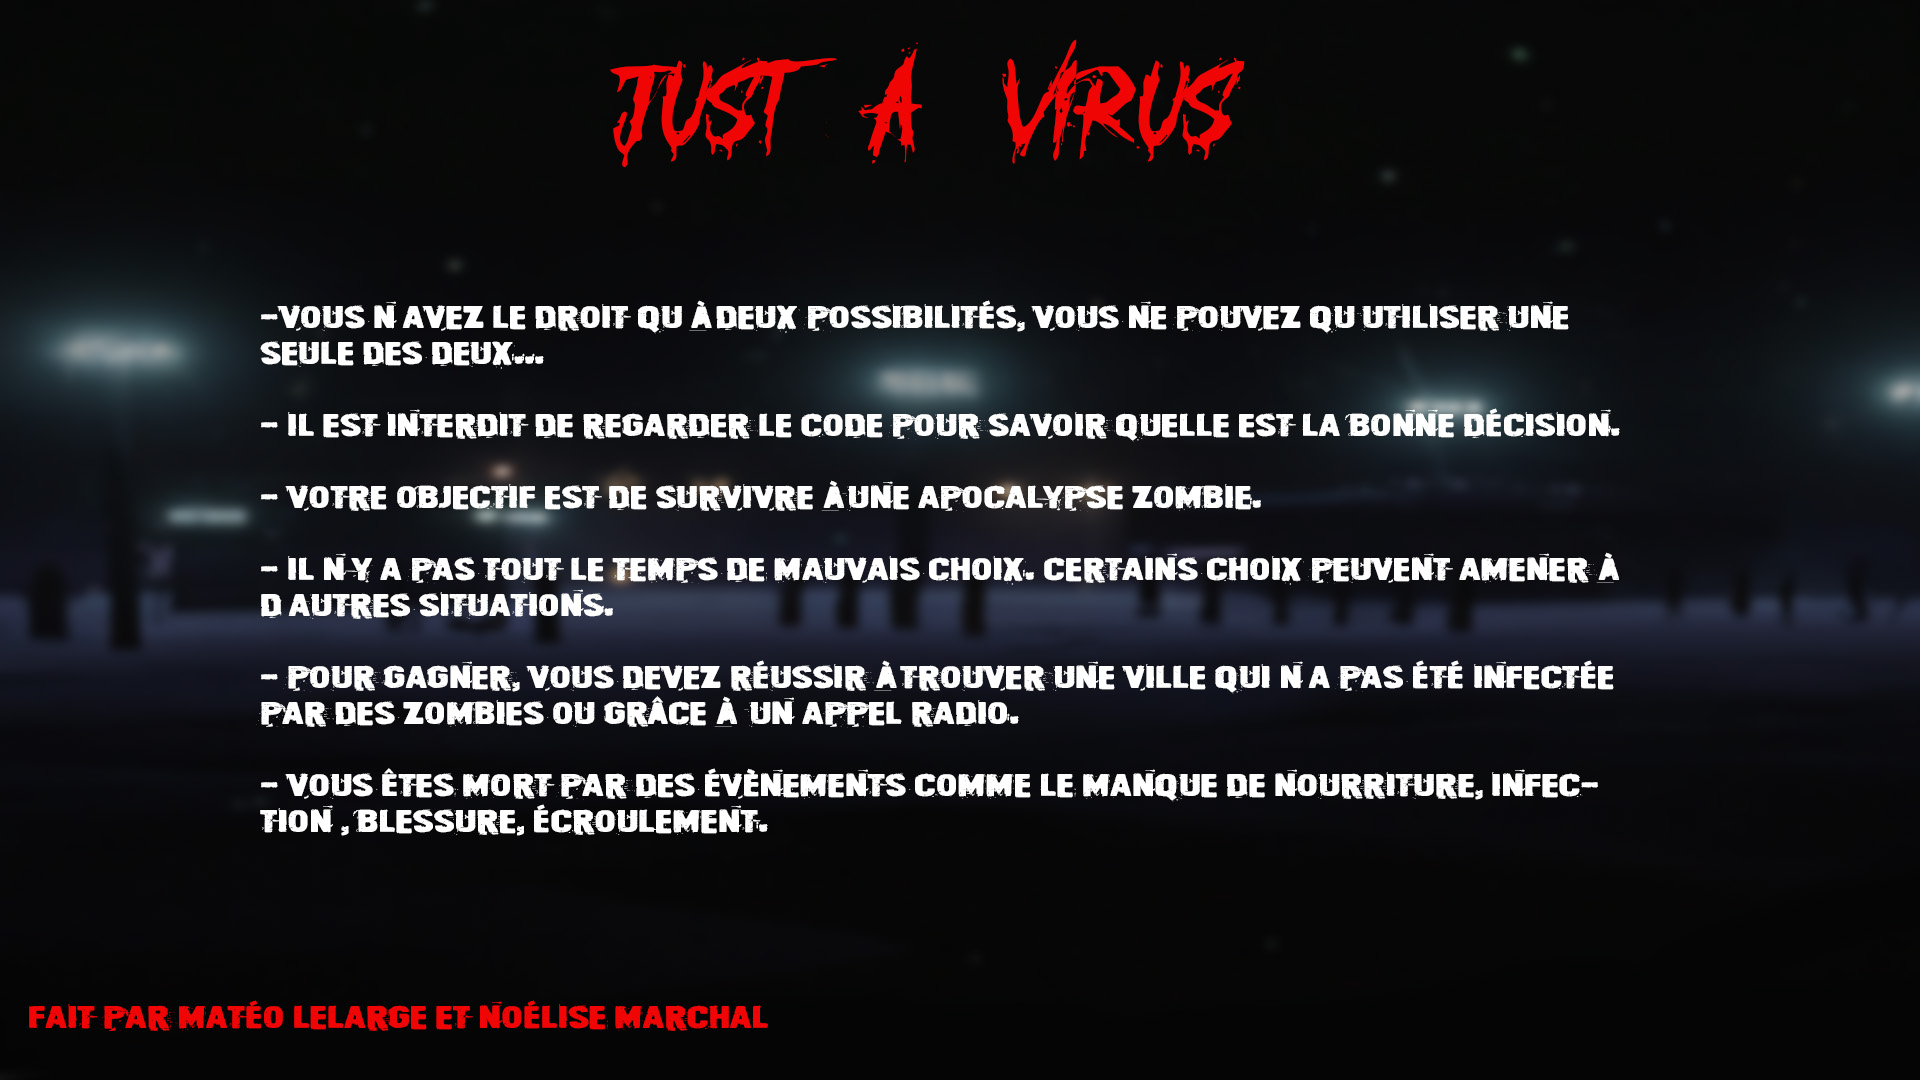 JUST A VIRUS
-VOUS N AVEZ LE DROIT QU À DEUX POSSIBILITÉS, VOUS NE POUVEZ QU UTILISER UNE
SEULE DES DEUX...
- IL EST INTERDIT DE REGARDER LE CODE POUR SAVOIR QUELLE EST LA BONNE DÉCISION.
- VOTRE OBJECTIF EST DE SURVIVRE À UNE APOCALYPSE ZOMBIE.
- IL N Y A PAS TOUT LE TEMPS DE MAUVAIS CHOIX. CERTAINS CHOIX PEUVENT AMENER À
D AUTRES SITUATIONS.
- POUR GAGNER, VOUS DEVEZ RÉUSSIR À TROUVER UNE VILLE QUI N A PAS ÉTÉ INFECTÉE
PAR DES ZOMBIES OU GRÂCE À UN APPEL RADIO.
- VOUS ÊTES MORT PAR DES ÉVÈNEMENTS COMME LE MANQUE DE NOURRITURE, INFEC-
TION , BLESSURE, ÉCROULEMENT.
FAIT PAR MATÉO LELARGE ET NOÉLISE MARCHAL